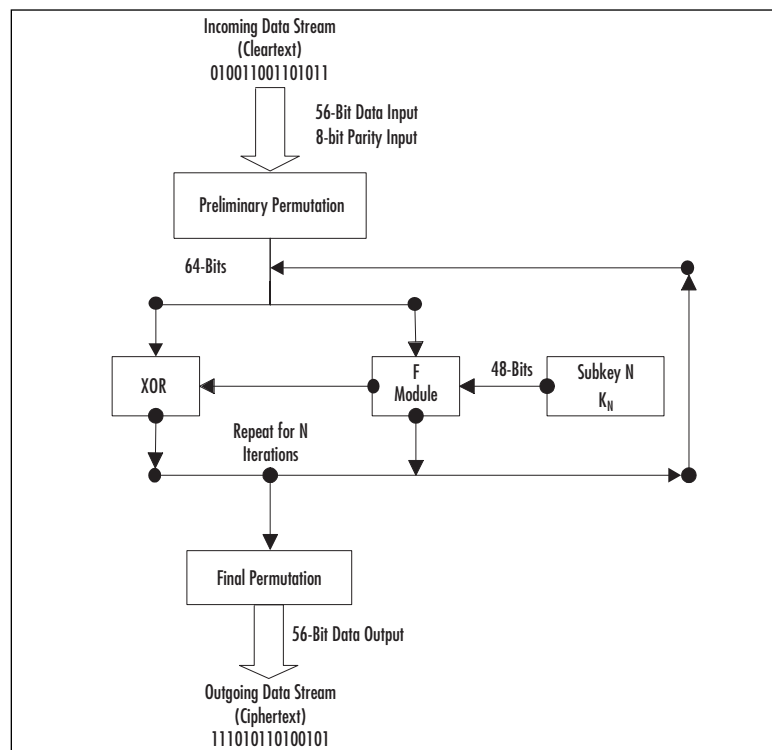 Incoming Data Stream
(Cleartext)
010011001101011
56-Bit Data Input
8-bit Parity Input
Preliminary Permutation
64-Bits
XOR
F
Module
48-Bits
Subkey N
K_N
Repeat for N
Iterations
Final Permutation
56-Bit Data Output
Outgoing Data Stream
(Ciphertext)
111010110100101